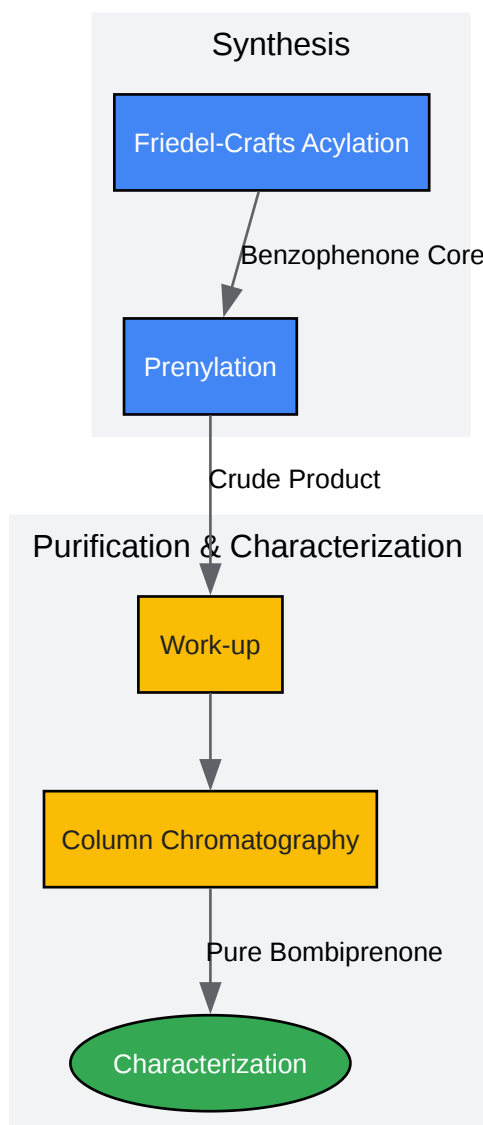 Synthesis
Friedel-Crafts Acylation
Benzophenone Core
Prenylation
Crude Product
Purification & Characterization
Work-up
Column Chromatography
Pure Bombiprenone
Characterization